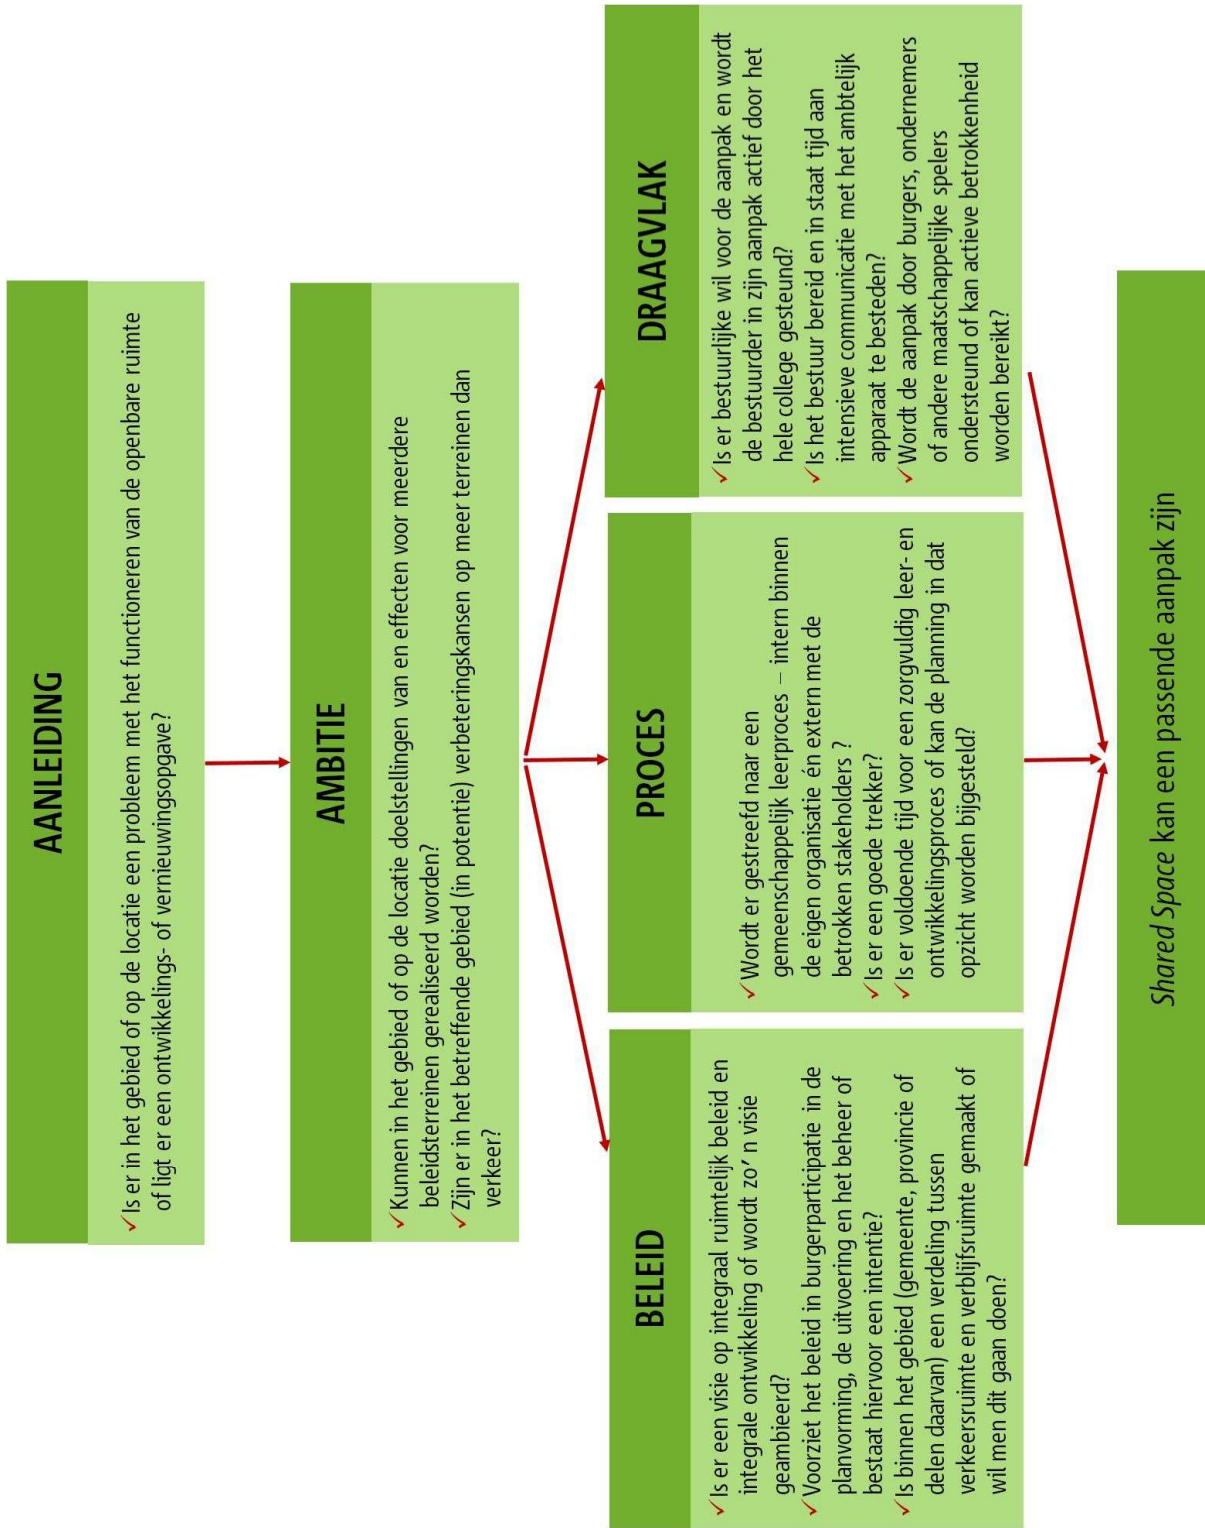 AANLEIDING
✓Is er in het gebied of op de locatie een probleem met het functioneren van de openbare ruimte
of ligt er een ontwikkelings- of vernieuwingsopgave?
AMBITIE
✓Kunnen in het gebied of op de locatie doelstellingen van en effecten voor meerdere
beleidsterreinen gerealiseerd worden?
✓Zijn er in het betreffende gebied (in potentie) verbeteringskansen op meer terreinen dan
verkeer?
BELEID
✓Is er een visie op integraal ruimtelijk beleid en
integrale ontwikkeling of wordt zo' n visie
geambieerd?
✓Voorziet het beleid in burgerparticipatie in de
planvorming, de uitvoering en het beheer of
bestaat hiervoor een intentie?
✓Is binnen het gebied (gemeente, provincie of
delen daarvan) een verdeling tussen
verkeersruimte en verblijfsruimte gemaakt of
wil men dit gaan doen?
PROCES
✓Wordt er gestreefd naar een
gemeenschappelijk leerproces – intern binnen
de eigen organisatie én extern met de
betrokken stakeholders ?
✓Is er een goede trekker?
✓Is er voldoende tijd voor een zorgvuldig leer- en
ontwikkelingsproces of kan de planning in dat
opzicht worden bijgesteld?
DRAAGVLAK
✓Is er bestuurlijke wil voor de aanpak en wordt
de bestuurder in zijn aanpak actief door het
hele college gesteund?
✓Is het bestuur bereid en in staat tijd aan
intensieve communicatie met het ambtelijk
apparaat te besteden?
✓Wordt de aanpak door burgers, ondernemers
of andere maatschappelijke spelers
ondersteund of kan actieve betrokkenheid
worden bereikt?
Shared Space kan een passende aanpak zijn